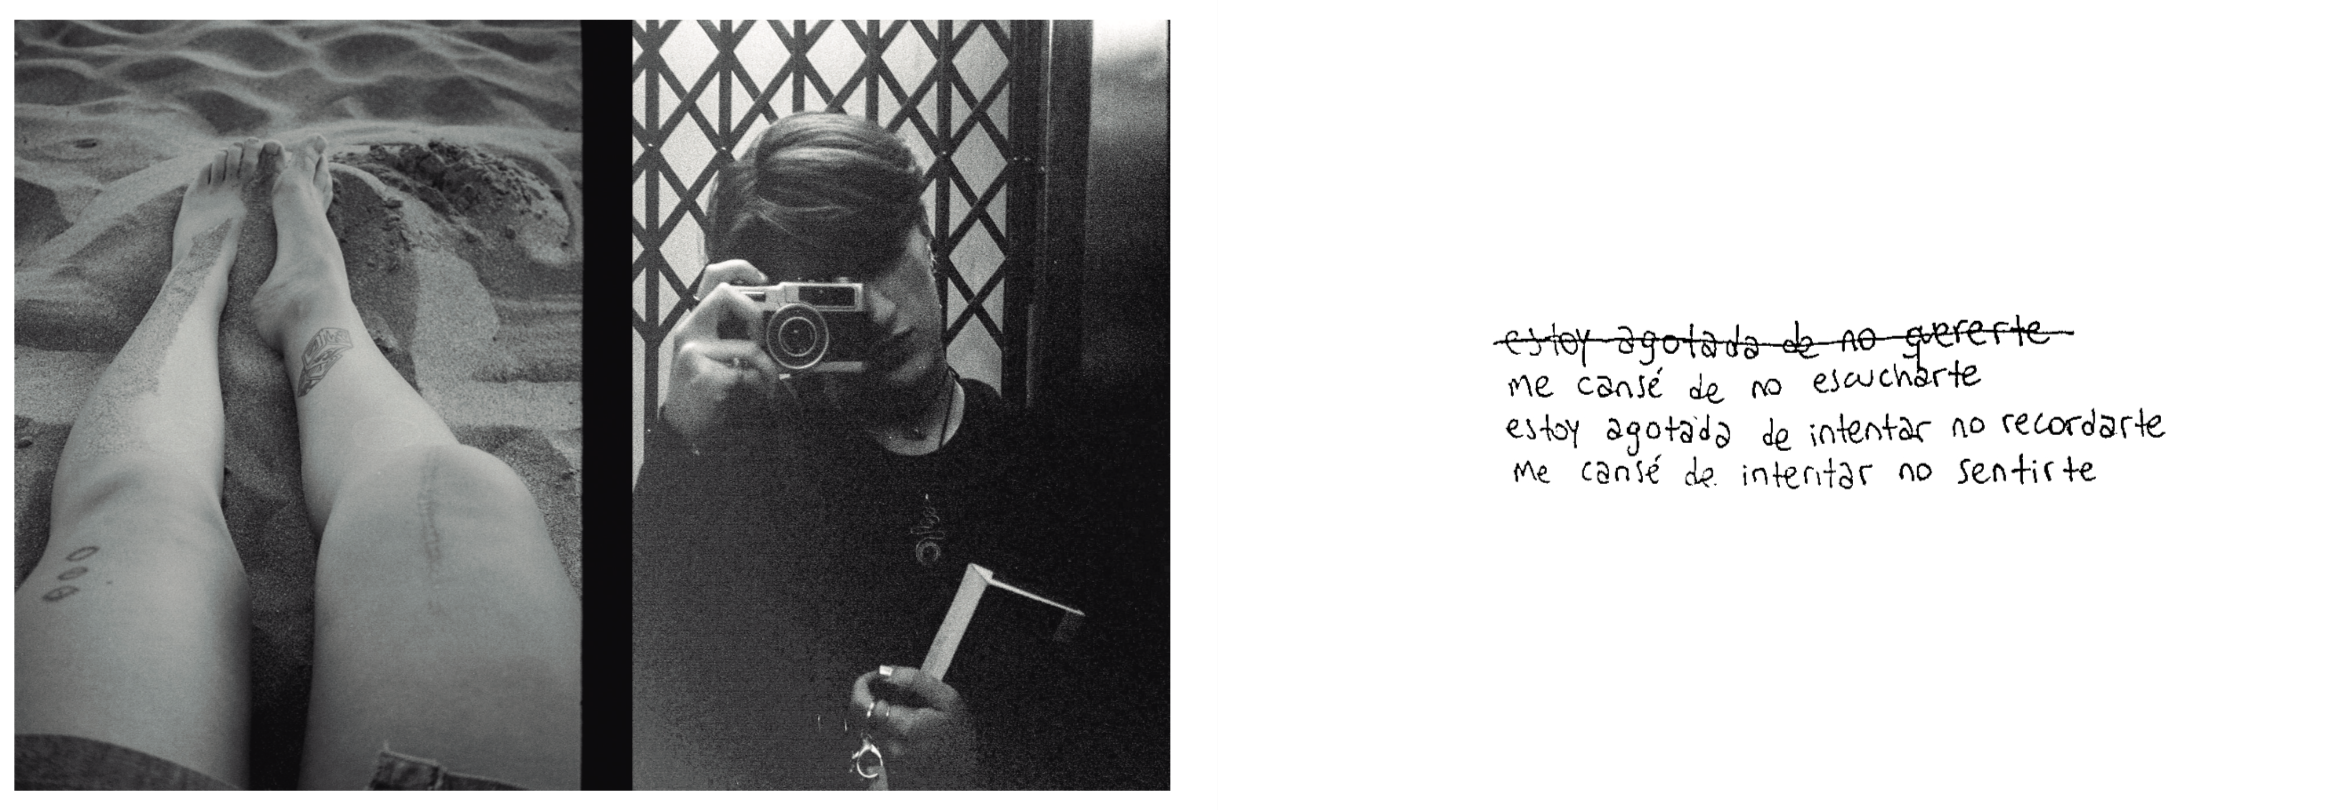 estoy agotada de no quererte
me cansé de no escucharte
estoy agotada de intentar no recordarte
me cansé de intentar no sentirte